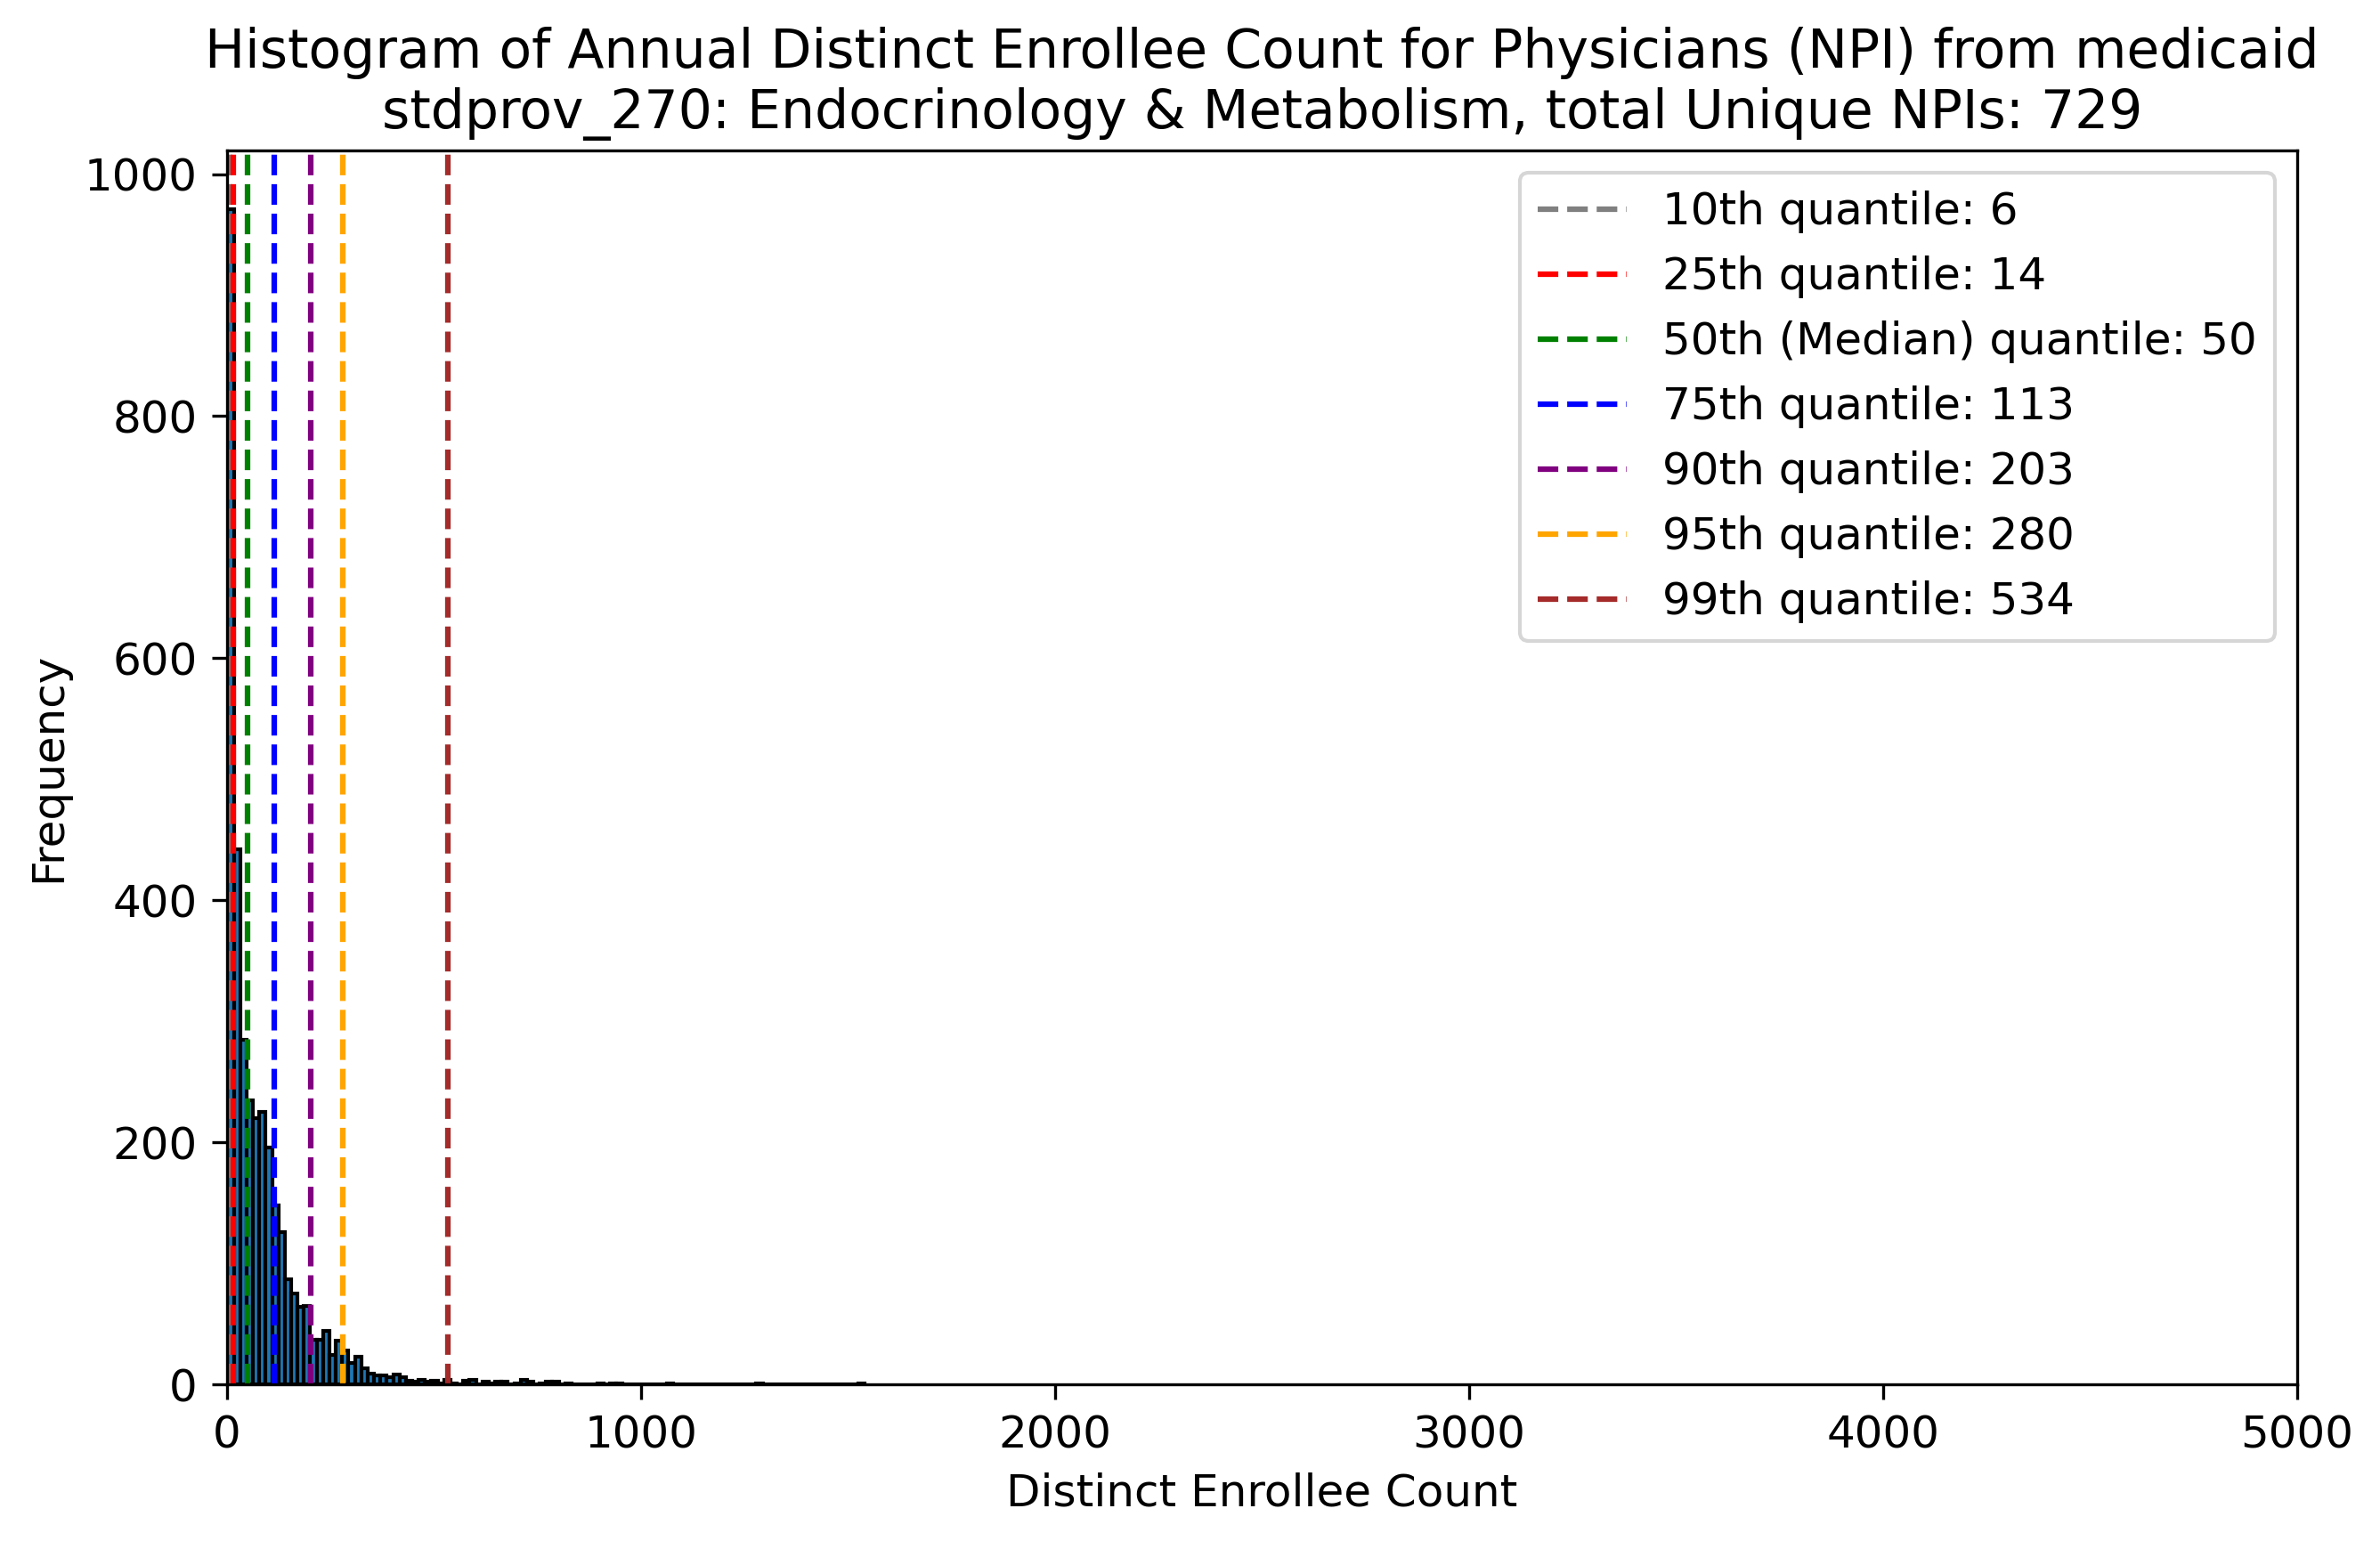 Histogram of Annual Distinct Enrollee Count for Physicians (NPI) from medicaid
stdprov_270: Endocrinology & Metabolism, total Unique NPIs: 729
1000
800
600
400
200
0
Frequency
10th quantile: 6
25th quantile: 14
50th (Median) quantile: 50
75th quantile: 113
90th quantile: 203
95th quantile: 280
99th quantile: 534
0 1000 2000 3000 4000 5000
Distinct Enrollee Count